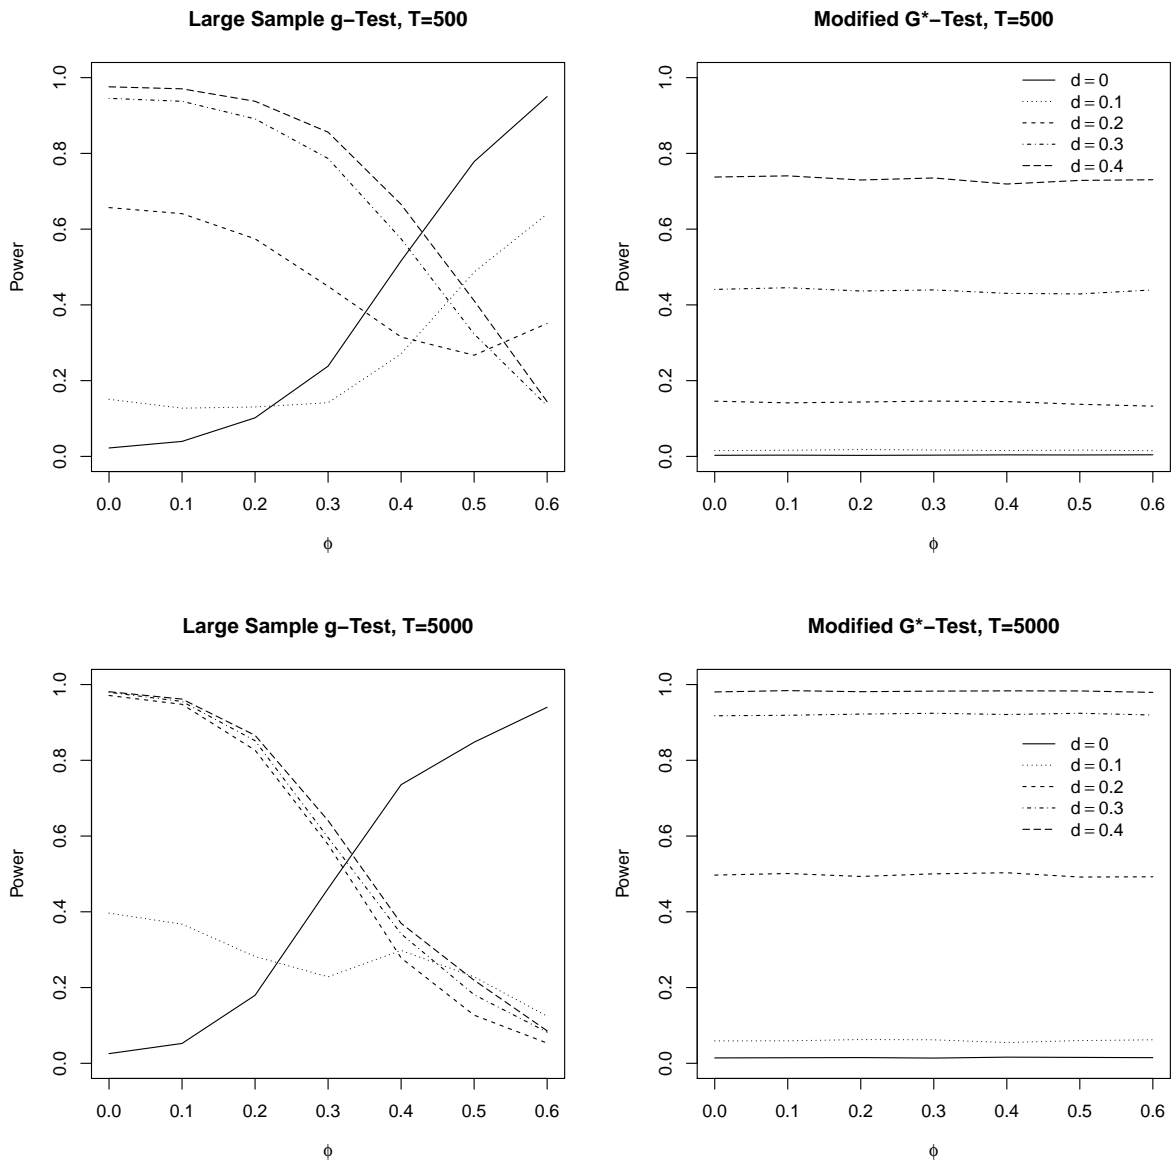 Large Sample g−Test, T=500
Power
1.0
0.8
0.6
0.4
0.2
0.0
0.0 0.1 0.2 0.3 0.4 0.5 0.6
ϕ
Modified G*−Test, T=500
Power
1.0
0.8
0.6
0.4
0.2
0.0
d = 0
d = 0.1
d = 0.2
d = 0.3
d = 0.4
0.0 0.1 0.2 0.3 0.4 0.5 0.6
ϕ
Large Sample g−Test, T=5000
Power
1.0
0.8
0.6
0.4
0.2
0.0
0.0 0.1 0.2 0.3 0.4 0.5 0.6
ϕ
Modified G*−Test, T=5000
Power
1.0
0.8
0.6
0.4
0.2
0.0
d = 0
d = 0.1
d = 0.2
d = 0.3
d = 0.4
0.0 0.1 0.2 0.3 0.4 0.5 0.6
ϕ